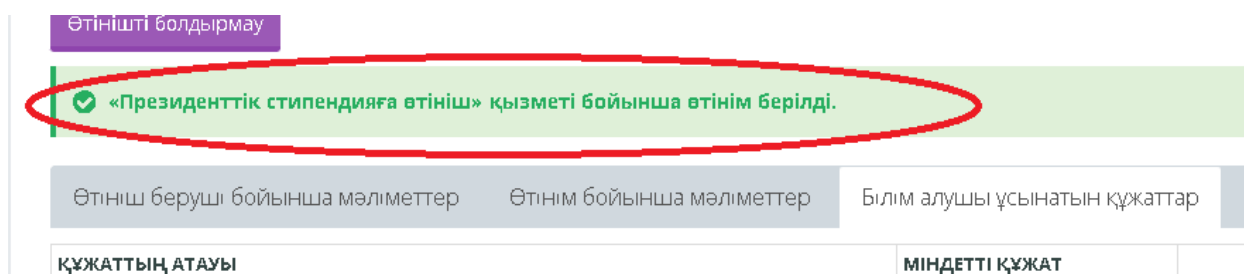 Өтінішті болдырмау
«Президенттік стипендияға өтініш» қызметі бойынша өтінім берілді.
Өтініш беруші бойынша мәліметтер Өтінім бойынша мәліметтер Білім алушы ұсынатын құжаттар
ҚҰЖАТТЫҢ АТАУЫ МІНДЕТТІ ҚҰЖАТ